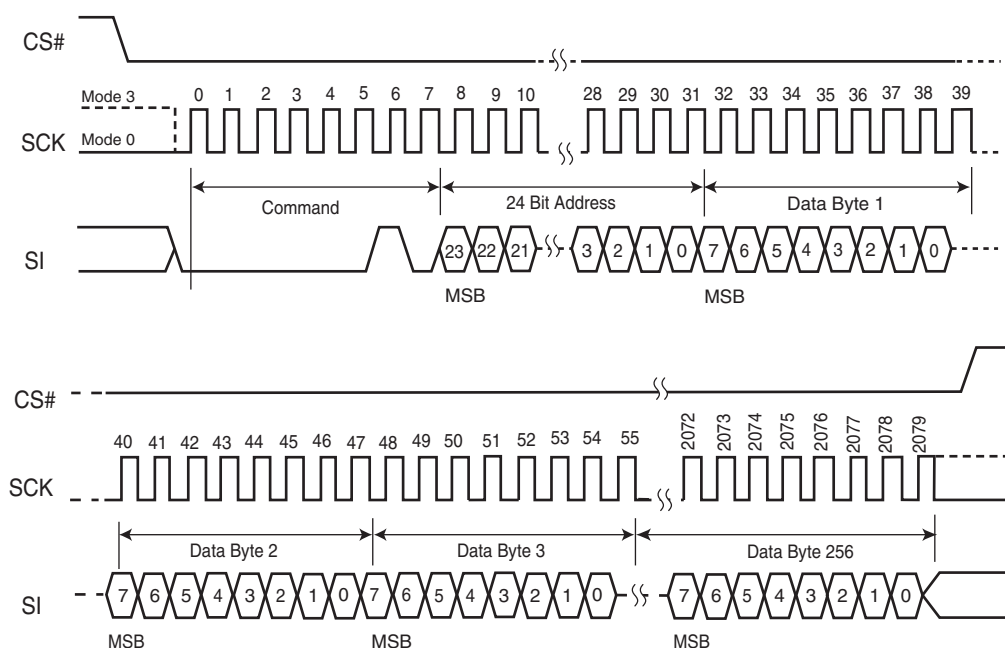 CS#
Mode 3
0 1 2 3 4 5 6 7 8 9 10 28 29 30 31 32 33 34 35 36 37 38 39
SCK
Mode 0
Command
24 Bit Address
Data Byte 1
SI
23 22 21 3 2 1 0 7 6 5 4 3 2 1 0
MSB MSB
CS#
40 41 42 43 44 45 46 47 48 49 50 51 52 53 54 55 2072 2073 2074 2075 2076 2077 2078 2079
SCK
Data Byte 2
Data Byte 3
Data Byte 256
SI
7 6 5 4 3 2 1 0 7 6 5 4 3 2 1 0 7 6 5 4 3 2 1 0
MSB MSB MSB